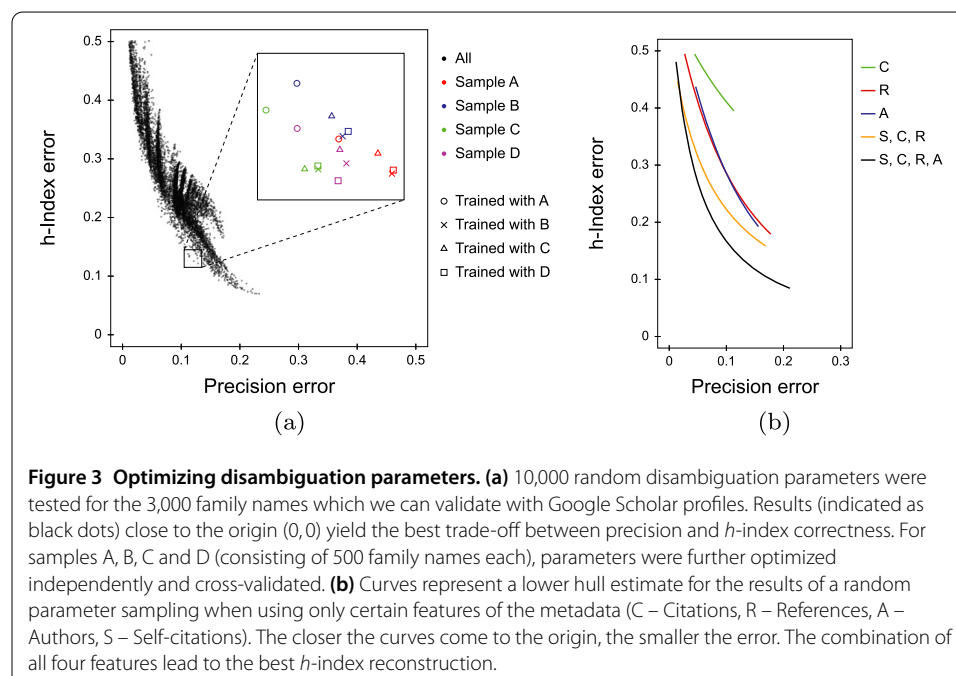 0.5
0.4
0.3
0.2
0.1
0
h-Index error
0
0.1
0.2
0.3
0.4
0.5
Precision error
All
Sample A
Sample B
Sample C
Sample D
Trained with A
Trained with B
Trained with C
Trained with D
(a)
0.5
0.4
0.3
0.2
0.1
0
h-Index error
0
0.1
0.2
0.3
Precision error
C
R
A
S, C, R
S, C, R, A
(b)
Figure 3 Optimizing disambiguation parameters. (a) 10,000 random disambiguation parameters were
tested for the 3,000 family names which we can validate with Google Scholar profiles. Results (indicated as
black dots) close to the origin (0, 0) yield the best trade-off between precision and h-index correctness. For
samples A, B, C and D (consisting of 500 family names each), parameters were further optimized
independently and cross-validated. (b) Curves represent a lower hull estimate for the results of a random
parameter sampling when using only certain features of the metadata (C – Citations, R – References, A –
Authors, S – Self-citations). The closer the curves come to the origin, the smaller the error. The combination of
all four features lead to the best h-index reconstruction.